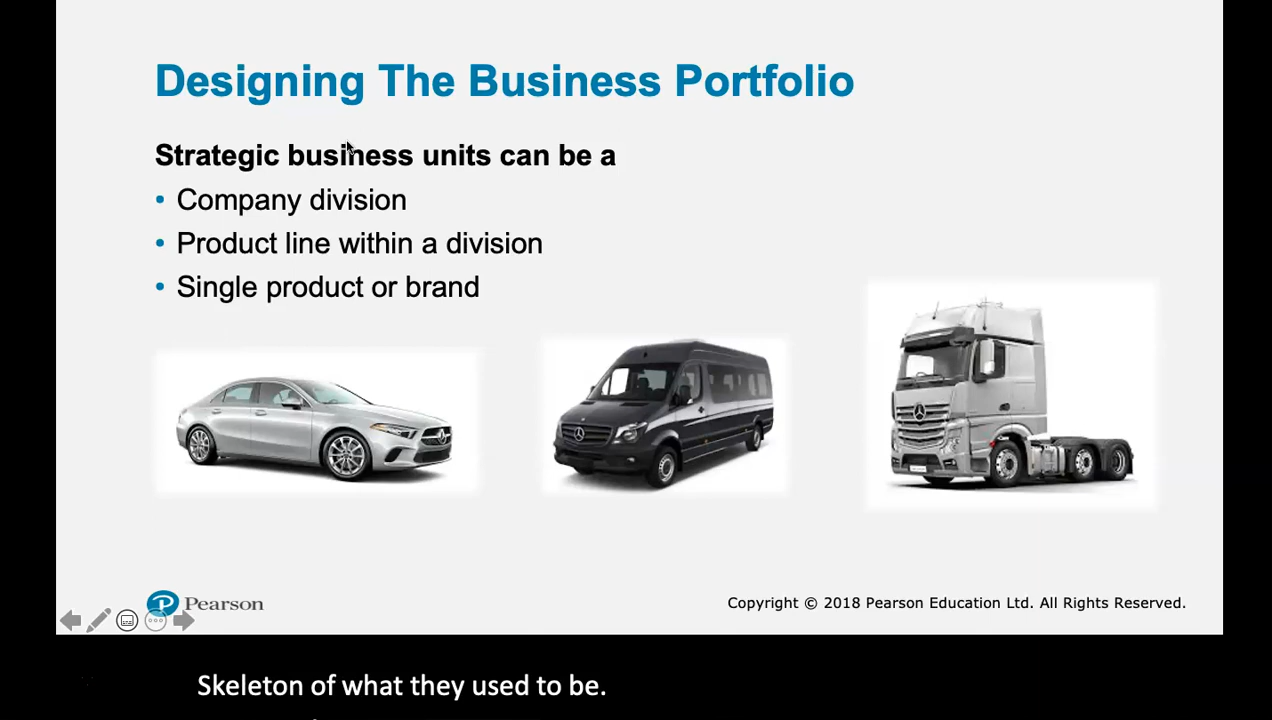 Designing The Business Portfolio
Strategic business units can be a
• Company division
• Product line within a division
• Single product or brand
Pearson
Copyright © 2018 Pearson Education Ltd. All Rights Reserved.
Skeleton of what they used to be.